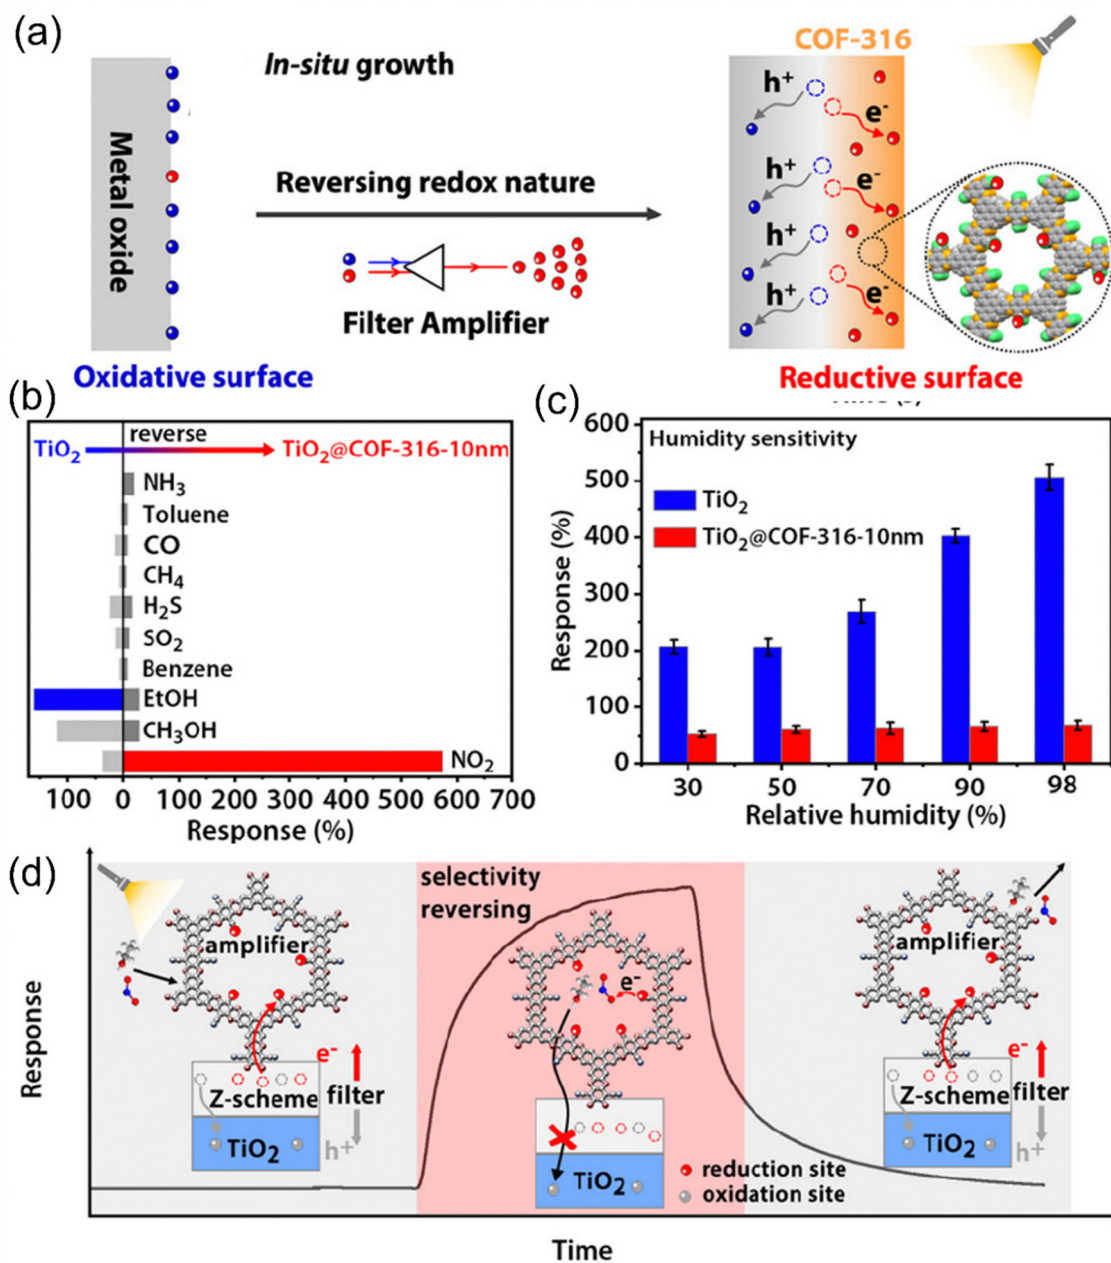 (a)
COF-316
In-situ growth
Metal oxide
h+
e-
h+
e-
Reversing redox nature
h+
h+
e-
Filter Amplifier
Oxidative surface
Reductive surface
(b)
reverse
TiO2
TiO2@COF-316-10nm
NH3
Toluene
CO
CH4
H2S
SO2
Benzene
EtOH
CH3OH
NO2
100 0 100 200 300 400 500 600 700
Response (%)
(c)
600
500
400
300
200
100
0
Response (%)
Humidity sensitivity
TiO2
TiO2@COF-316-10nm
30 50 70 90 98
Relative humidity (%)
(d)
Response
amplifier
e-
Z-scheme
filter
TiO2
h+
selectivity
reversing
e-
TiO2
reduction site
oxidation site
amplifier
e-
Z-scheme
filter
TiO2
h+
Time